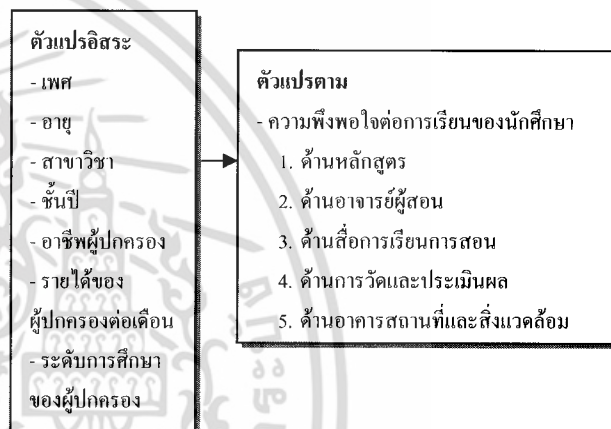 ตัวแปรอิสระ
- เพศ
- อายุ
- สาขาวิชา
- ชั้นปี
- อาชีพผู้ปกครอง
- รายได้ของ
ผู้ปกครองต่อเดือน
- ระดับการศึกษา
ของผู้ปกครอง
ตัวแปรตาม
- ความพึงพอใจต่อการเรียนของนักศึกษา
1. ด้านหลักสูตร
2. ด้านอาจารย์ผู้สอน
3. ด้านสื่อการเรียนการสอน
4. ด้านการวัดและประเมินผล
5. ด้านอาคารสถานที่และสิ่งแวดล้อม